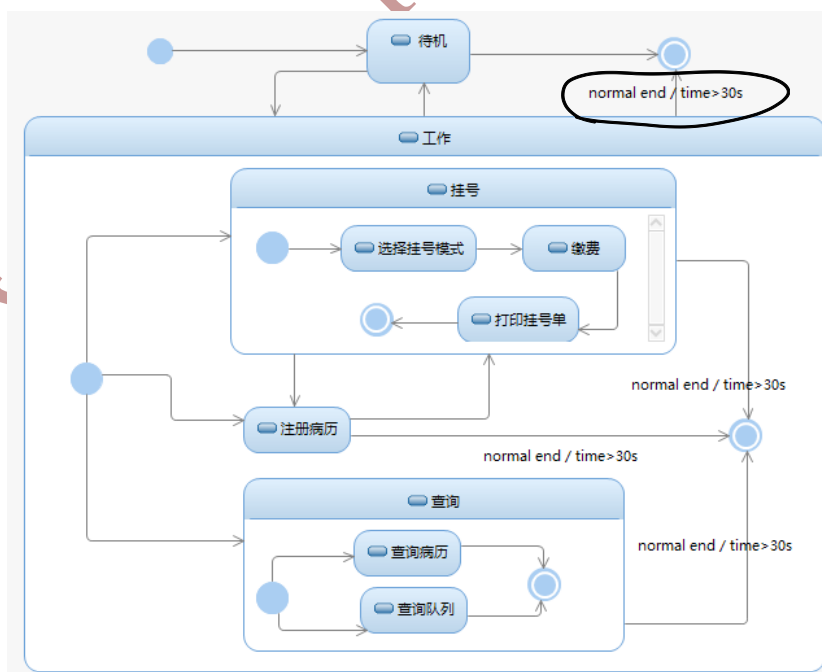 待机
normal end / time>30s
工作
挂号
选择挂号模式
缴费
打印挂号单
normal end / time>30s
注册病历
normal end / time>30s
查询
查询病历
normal end / time>30s
查询队列